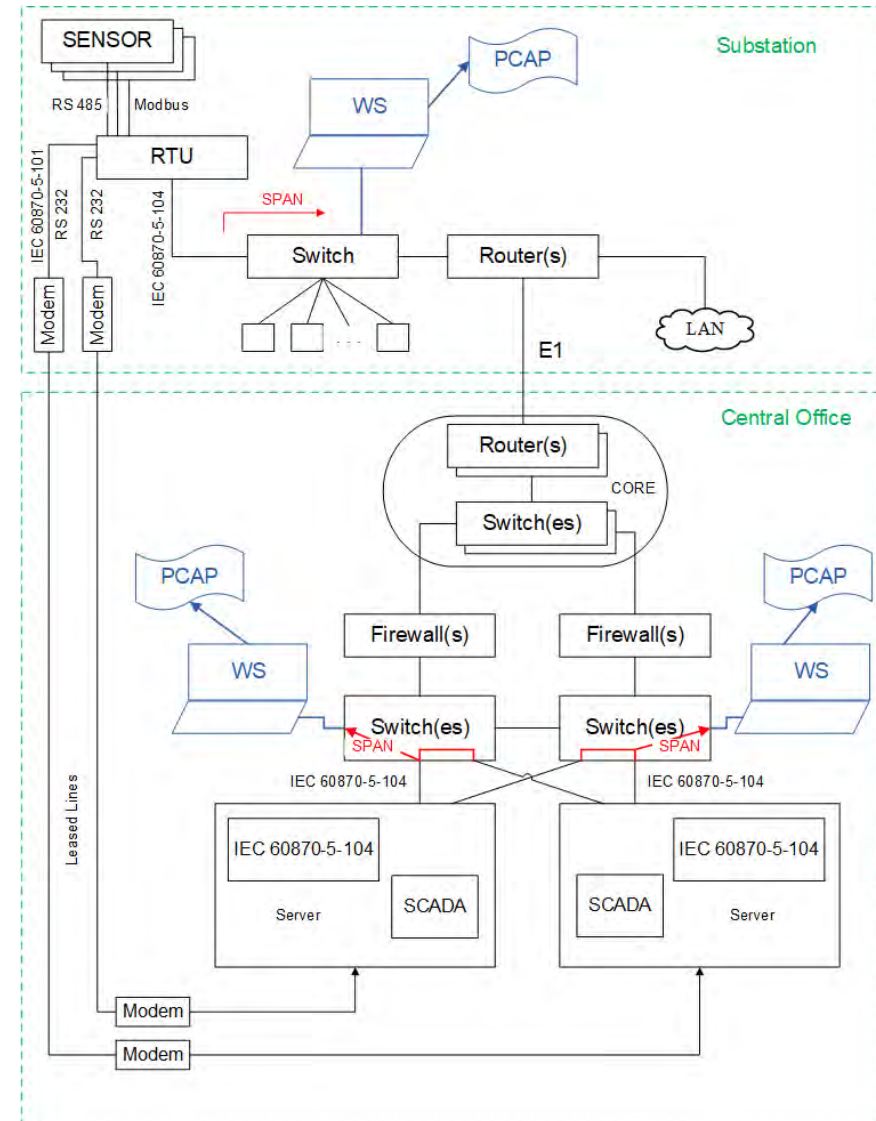 Substation
SENSOR
PCAP
RS 485
Modbus
WS
RTU
IEC 60870-5-101
RS 232
RS 232
IEC 60870-5-104
SPAN
Switch
Router(s)
Modem
Modem
. . .
LAN
E1
Central Office
Router(s)
CORE
Switch(es)
PCAP
PCAP
Firewall(s)
Firewall(s)
WS
WS
Switch(es)
Switch(es)
SPAN
SPAN
IEC 60870-5-104
IEC 60870-5-104
Leased Lines
IEC 60870-5-104
IEC 60870-5-104
SCADA
SCADA
Server
Server
Modem
Modem